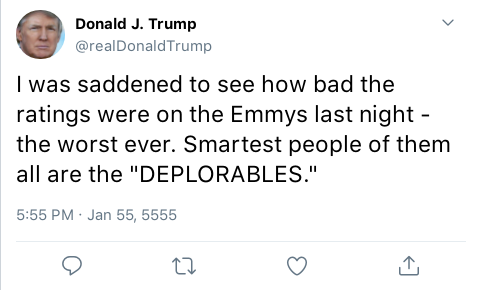 Donald J. Trump
@realDonaldTrump
I was saddened to see how bad the
ratings were on the Emmys last night -
the worst ever. Smartest people of them
all are the "DEPLORABLES."
5:55 PM · Jan 55, 5555